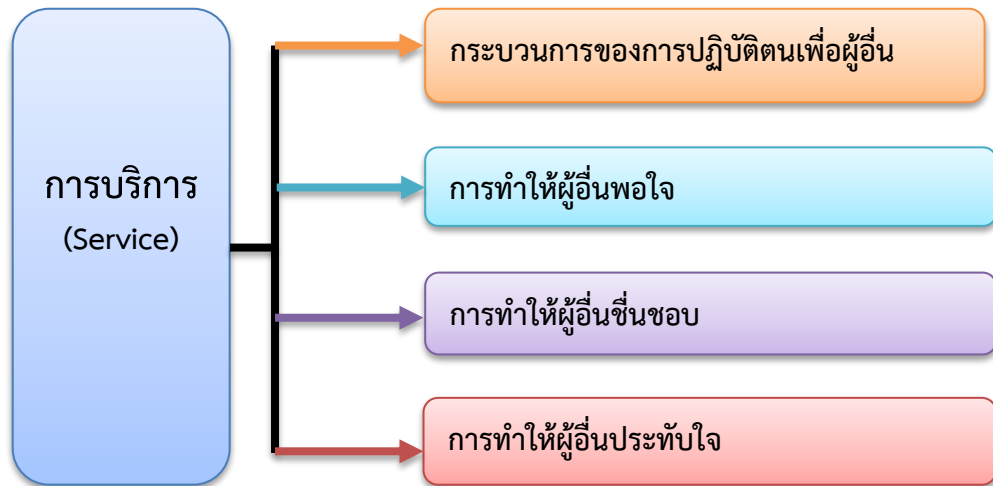 การบริการ
(Service)
กระบวนการของการปฏิบัติตนเพื่อผู้อื่น
การทำให้ผู้อื่นพอใจ
การทำให้ผู้อื่นชื่นชอบ
การทำให้ผู้อื่นประทับใจ